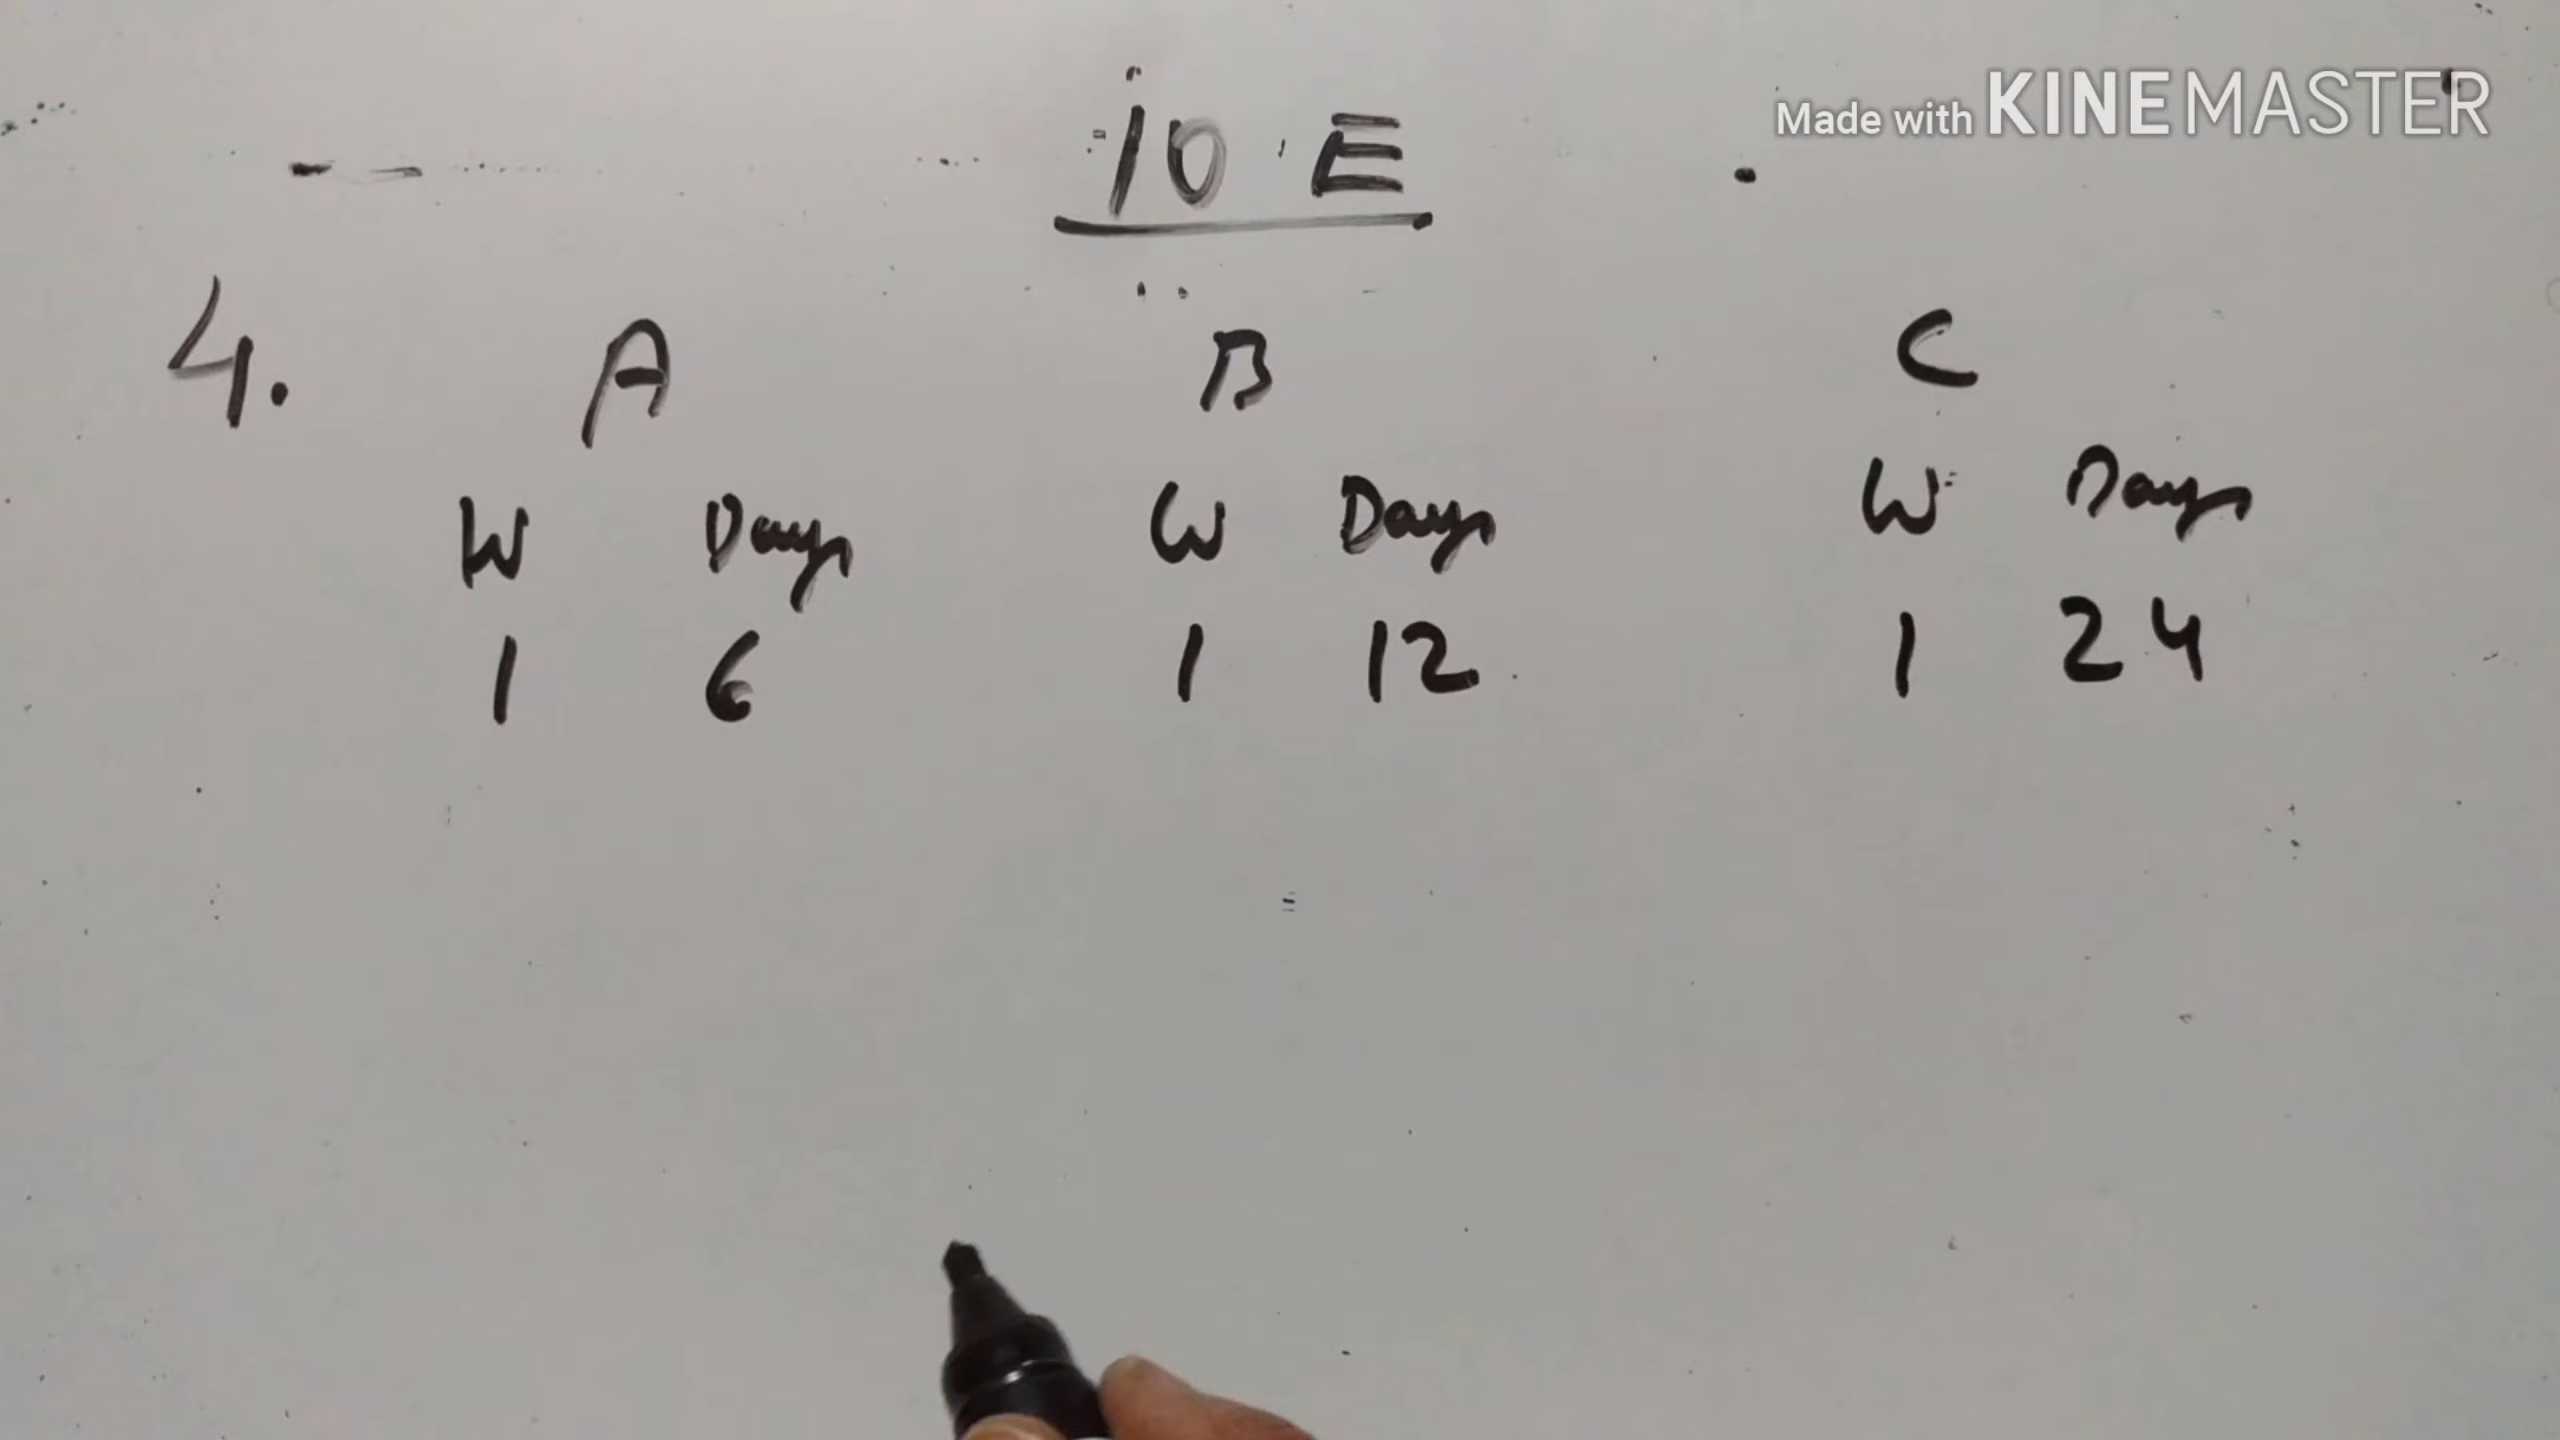 Made with KINEMASTER
10 E
4. A B C
W Days W Days W Days
1 6 1 12 1 24